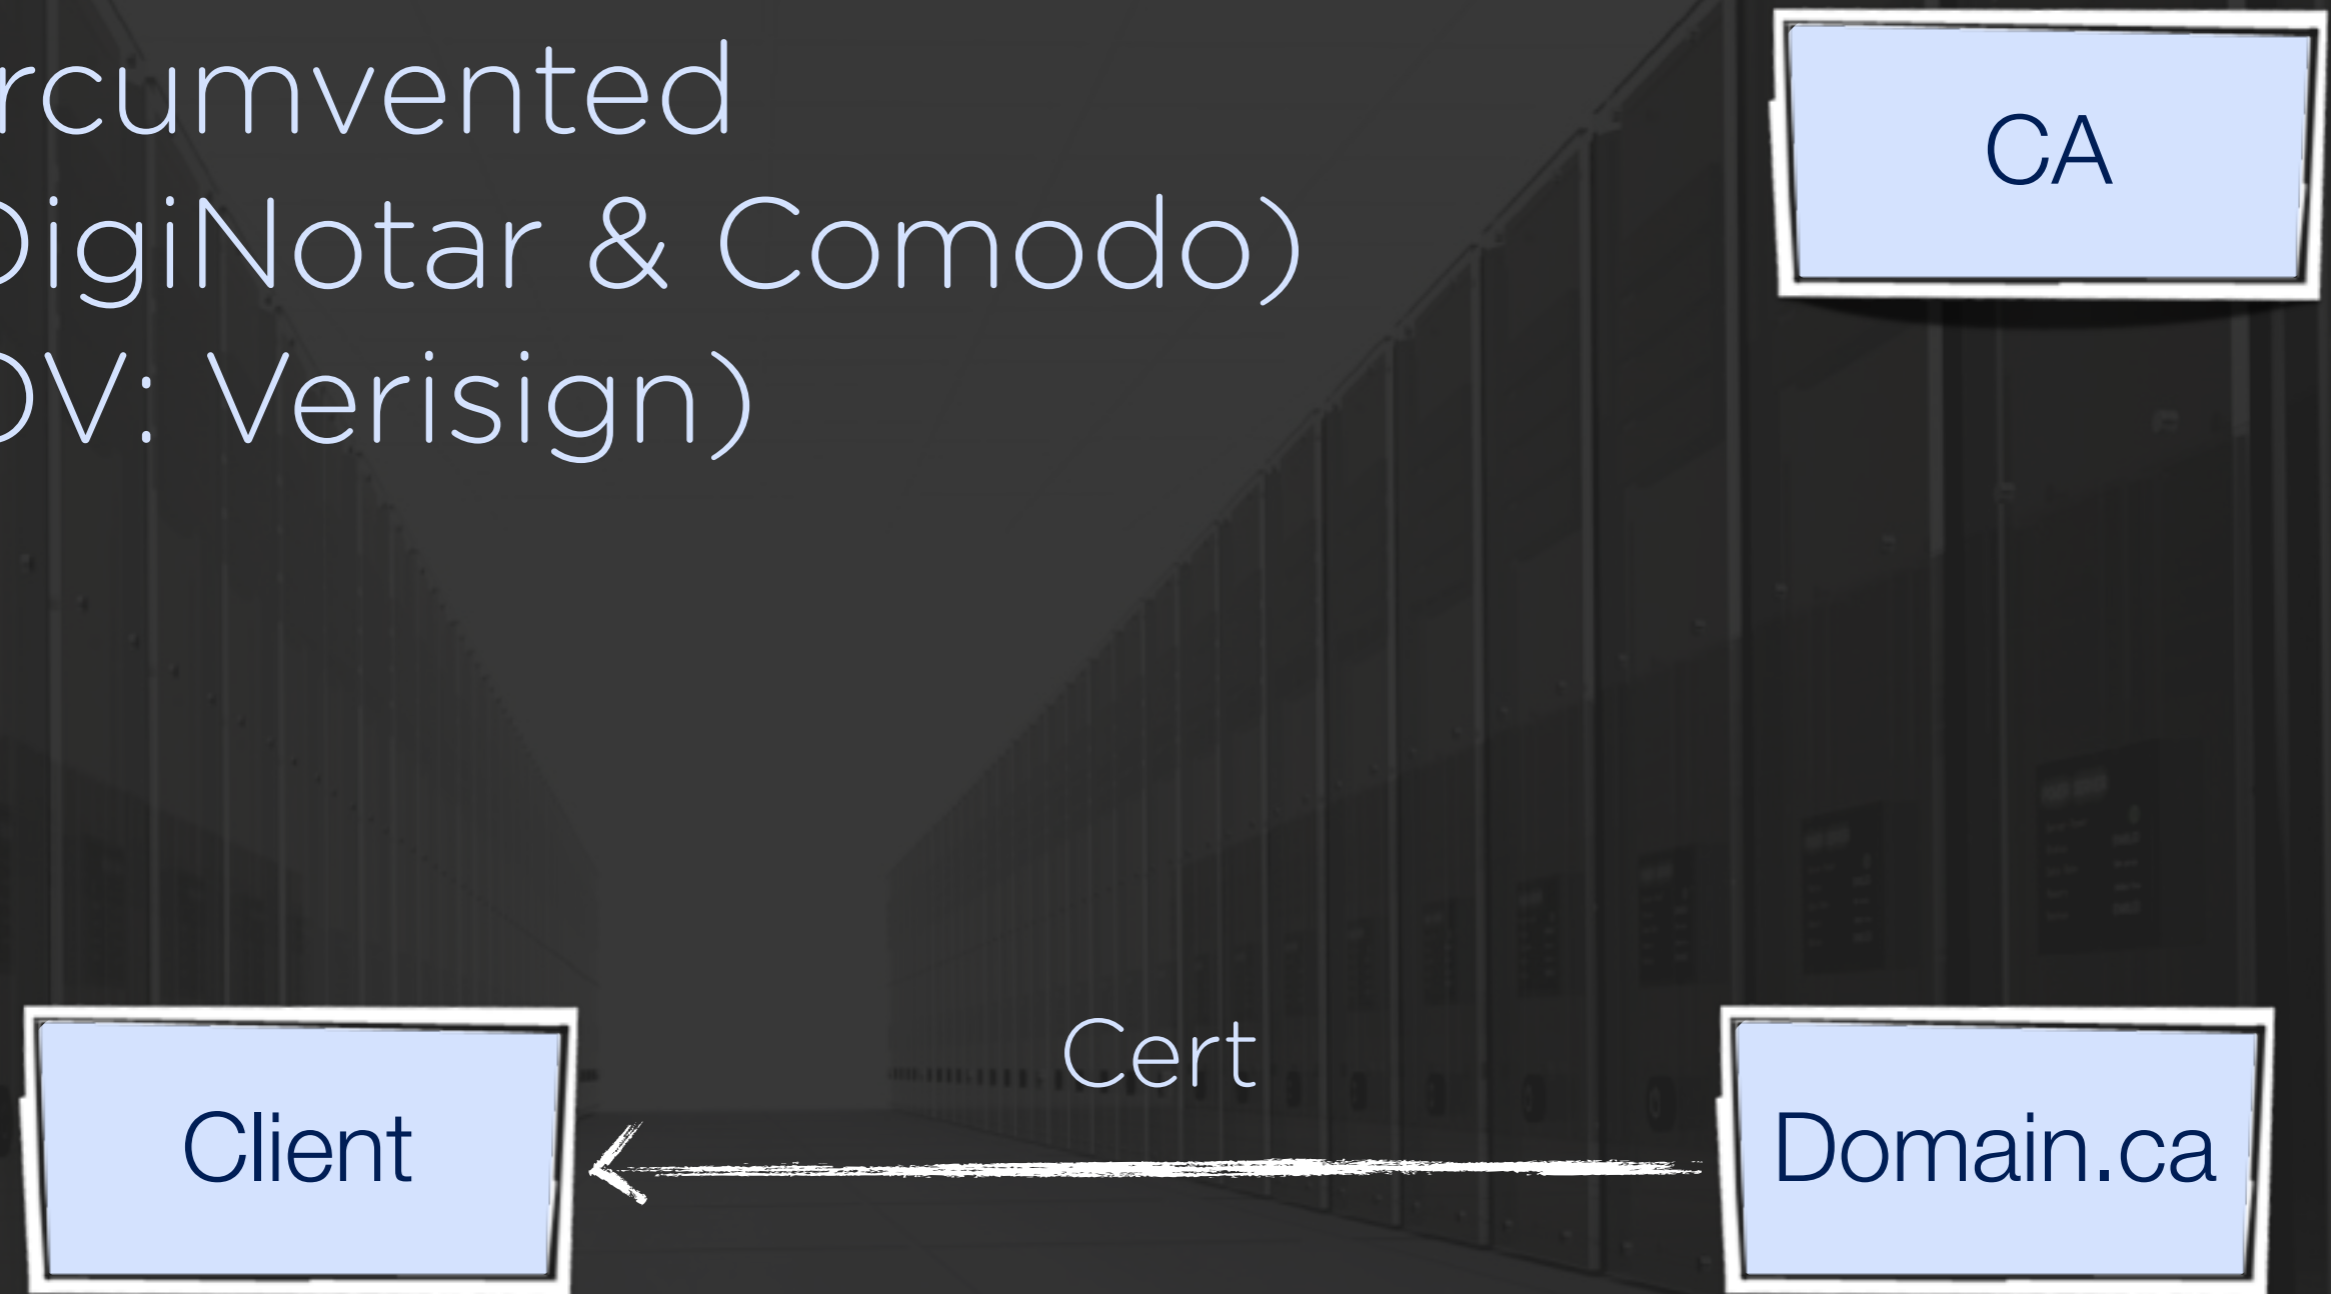 rcumvented
DigiNotar & Comodo)
DV: Verisign)
CA
Cert
Client
Domain.ca